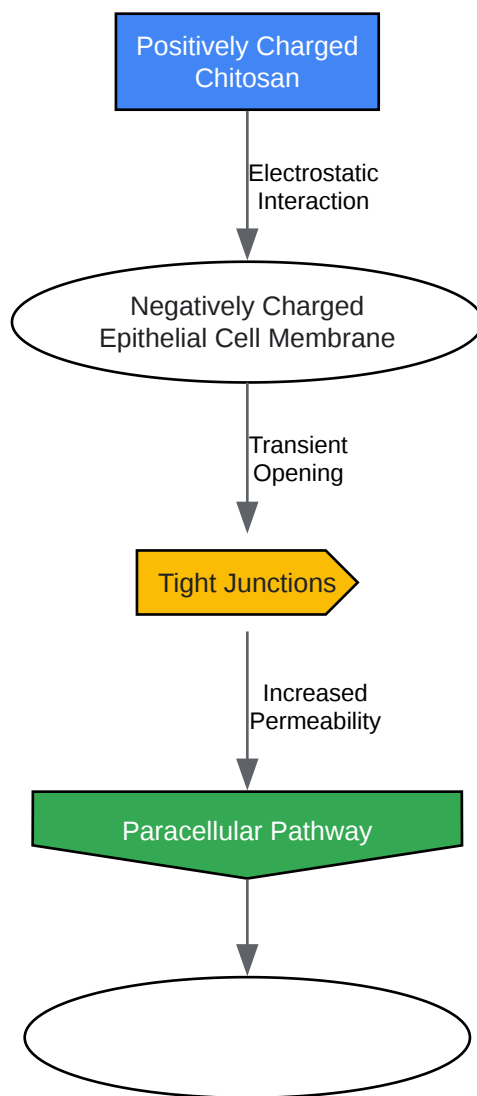 Positively Charged
Chitosan
Electrostatic
Interaction
Negatively Charged
Epithelial Cell Membrane
Transient
Opening
Tight Junctions
Increased
Permeability
Paracellular Pathway